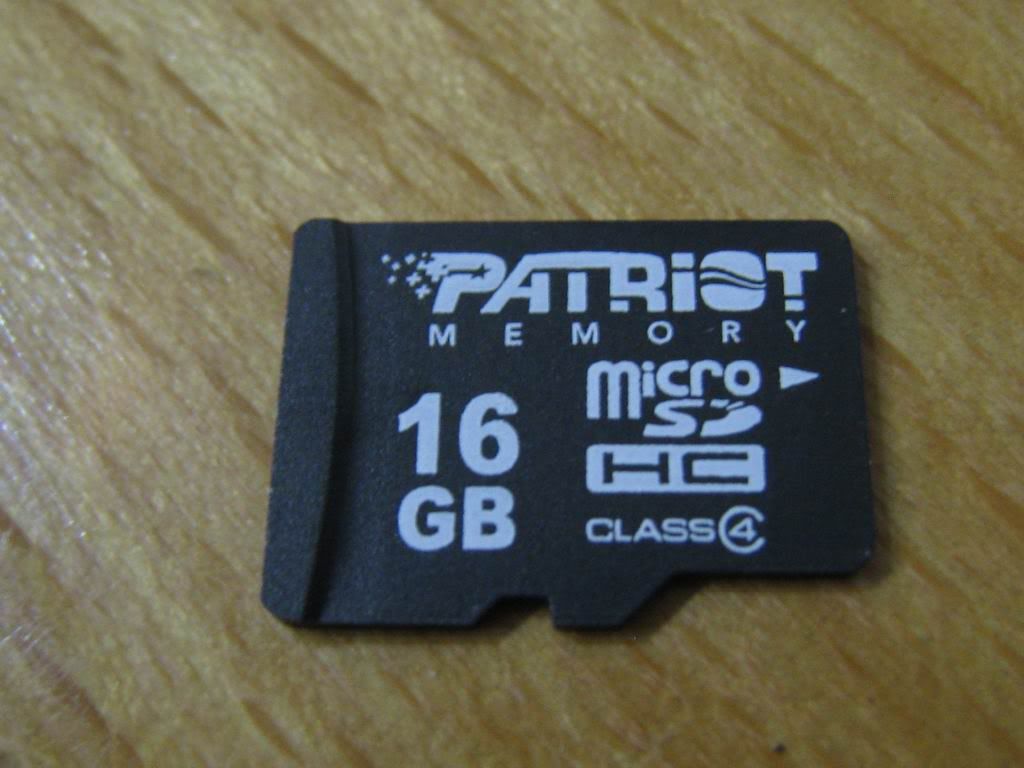 PATRiOT
MEMORY
16
GB
micro
SD
HC
CLASS 4